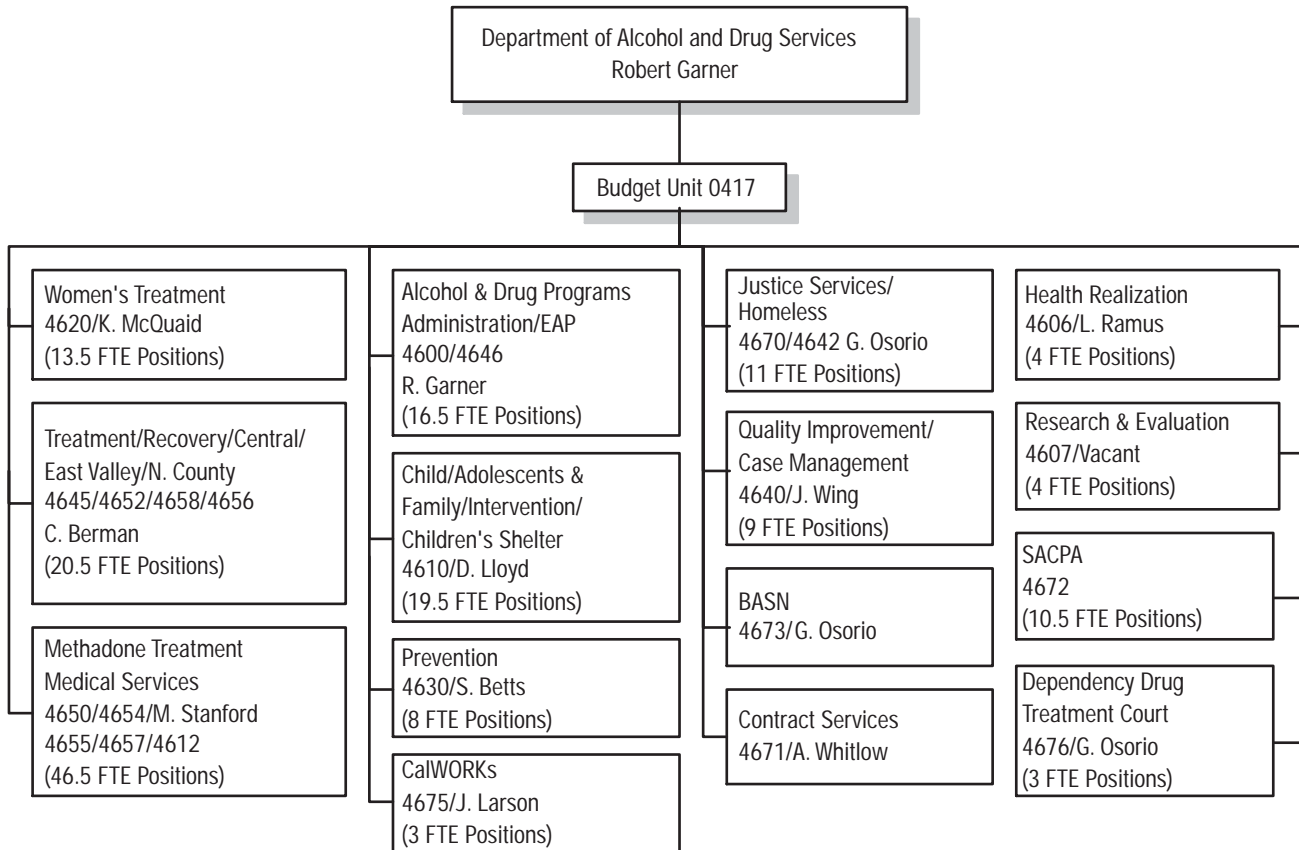 Department of Alcohol and Drug Services
Robert Garner
Budget Unit 0417
Women's Treatment
4620/K. McQuaid
(13.5 FTE Positions)
Treatment/Recovery/Central/
East Valley/N. County
4645/4652/4658/4656
C. Berman
(20.5 FTE Positions)
Methadone Treatment
Medical Services
4650/4654/M. Stanford
4655/4657/4612
(46.5 FTE Positions)
Alcohol & Drug Programs
Administration/EAP
4600/4646
R. Garner
(16.5 FTE Positions)
Child/Adolescents &
Family/Intervention/
Children's Shelter
4610/D. Lloyd
(19.5 FTE Positions)
Prevention
4630/S. Betts
(8 FTE Positions)
CalWORKs
4675/J. Larson
(3 FTE Positions)
Justice Services/
Homeless
4670/4642 G. Osorio
(11 FTE Positions)
Quality Improvement/
Case Management
4640/J. Wing
(9 FTE Positions)
BASN
4673/G. Osorio
Contract Services
4671/A. Whitlow
Health Realization
4606/L. Ramus
(4 FTE Positions)
Research & Evaluation
4607/Vacant
(4 FTE Positions)
SACPA
4672
(10.5 FTE Positions)
Dependency Drug
Treatment Court
4676/G. Osorio
(3 FTE Positions)